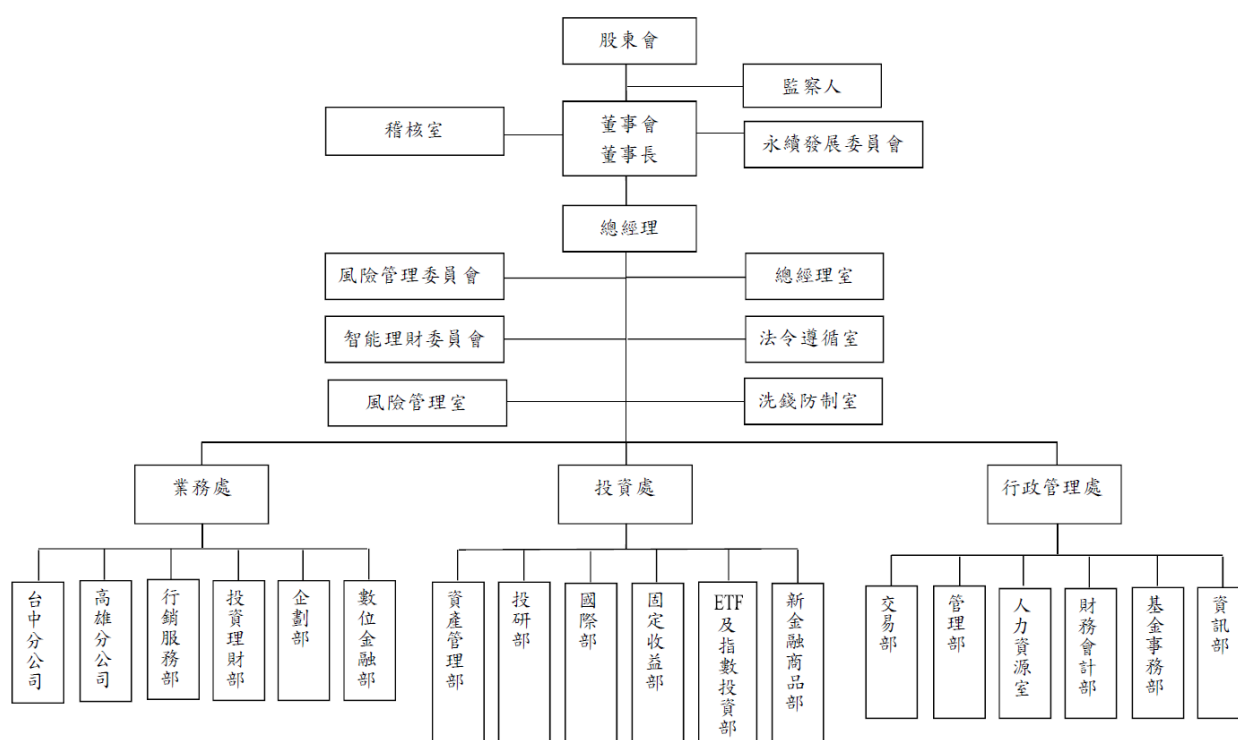 股東會
監察人
稽核室
董事會
董事長
永續發展委員會
總經理
風險管理委員會
總經理室
智能理財委員會
法令遵循室
風險管理室
洗錢防制室
業務處
投資處
行政管理處
台中分公司
高雄分公司
行銷服務部
投資理財部
企劃部
數位金融部
資產管理部
投研部
國際部
固定收益部
ETF及指數投資部
新金融商品部
交易部
管理部
人力資源室
財務會計部
基金事務部
資訊部